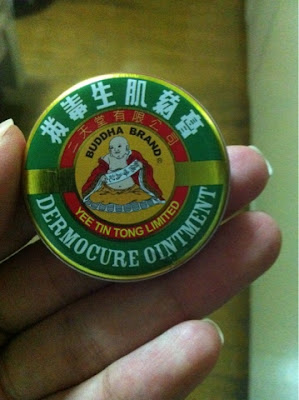 拔毒生肌葯膏
二天堂有限公司
BUDDHA BRAND
®
YEE TIN TONG LIMITED
DERMOCURE OINTMENT